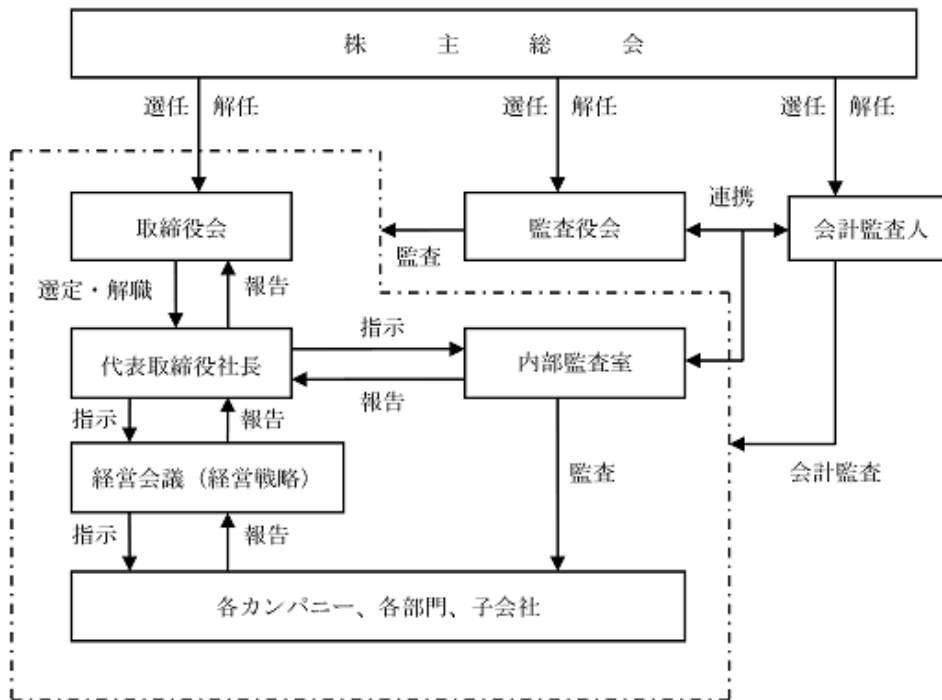 株主総会
選任 解任 選任 解任 選任 解任
取締役会
監査役会
連携
会計監査人
監査
選定・解職
報告
代表取締役社長
指示
報告
内部監査室
指示
報告
経営会議（経営戦略）
監査
会計監査
指示
報告
各カンパニー、各部門、子会社